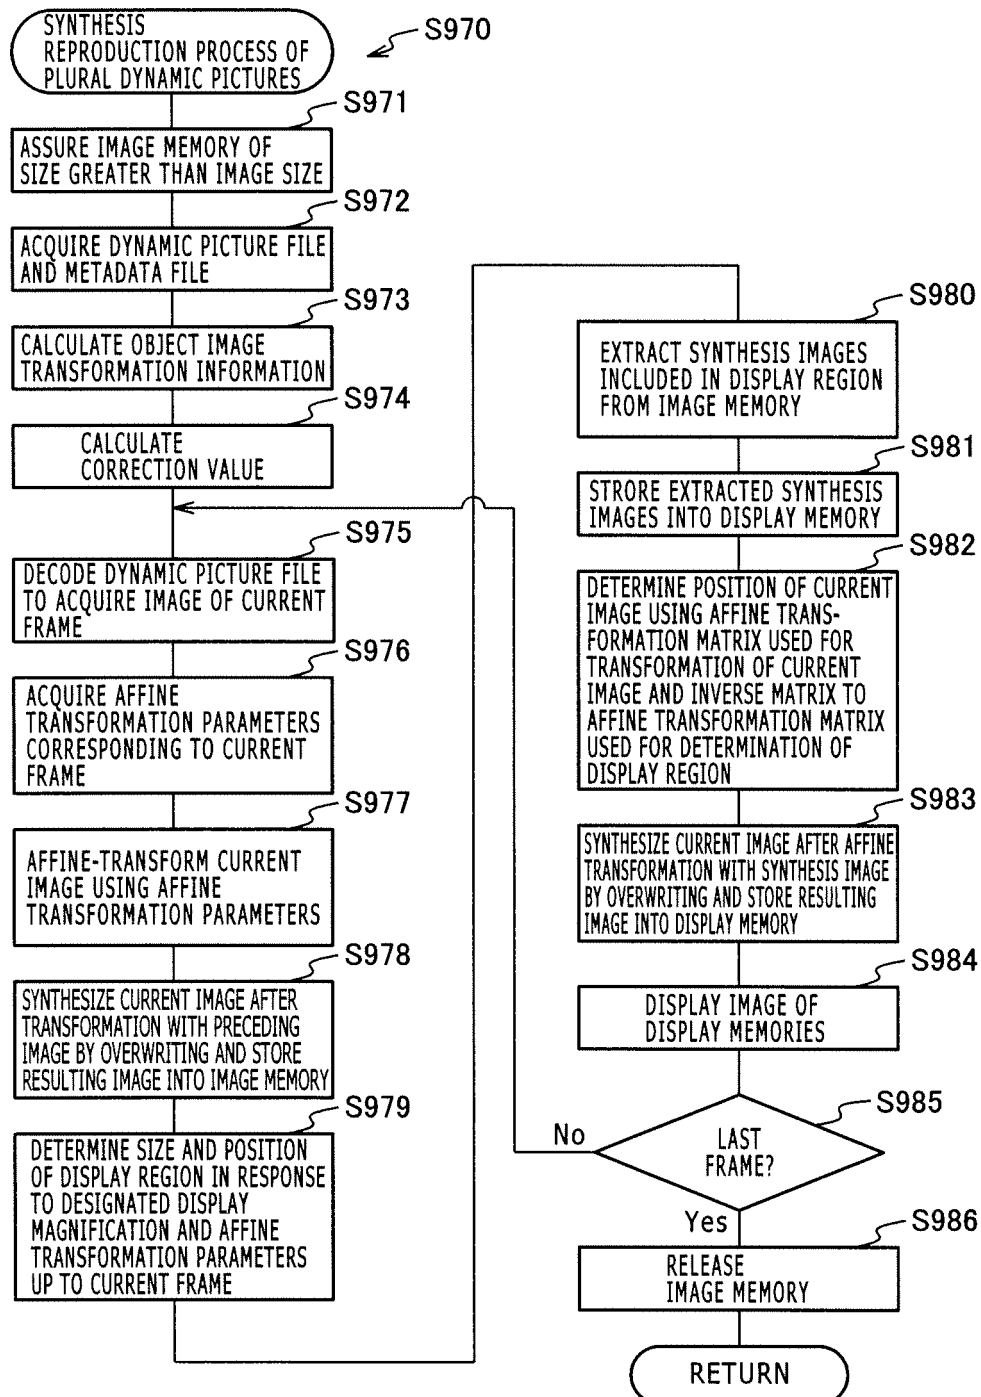 SYNTHESIS
REPRODUCTION PROCESS OF
PLURAL DYNAMIC PICTURES
S970
S971
ASSURE IMAGE MEMORY OF
SIZE GREATER THAN IMAGE SIZE
S972
ACQUIRE DYNAMIC PICTURE FILE
AND METADATA FILE
S973
CALCULATE OBJECT IMAGE
TRANSFORMATION INFORMATION
S974
CALCULATE
CORRECTION VALUE
S975
DECODE DYNAMIC PICTURE FILE
TO ACQUIRE IMAGE OF CURRENT
FRAME
S976
ACQUIRE AFFINE
TRANSFORMATION PARAMETERS
CORRESPONDING TO CURRENT
FRAME
S977
AFFINE-TRANSFORM CURRENT
IMAGE USING AFFINE
TRANSFORMATION PARAMETERS
S978
SYNTHESIZE CURRENT IMAGE AFTER
TRANSFORMATION WITH PRECEDING
IMAGE BY OVERWRITING AND STORE
RESULTING IMAGE INTO IMAGE MEMORY
S979
DETERMINE SIZE AND POSITION
OF DISPLAY REGION IN RESPONSE
TO DESIGNATED DISPLAY
MAGNIFICATION AND AFFINE
TRANSFORMATION PARAMETERS
UP TO CURRENT FRAME
S980
EXTRACT SYNTHESIS IMAGES
INCLUDED IN DISPLAY REGION
FROM IMAGE MEMORY
S981
STRORE EXTRACTED SYNTHESIS
IMAGES INTO DISPLAY MEMORY
S982
DETERMINE POSITION OF CURRENT
IMAGE USING AFFINE TRANS-
FORMATION MATRIX USED FOR
TRANSFORMATION OF CURRENT
IMAGE AND INVERSE MATRIX TO
AFFINE TRANSFORMATION MATRIX
USED FOR DETERMINATION OF
DISPLAY REGION
S983
SYNTHESIZE CURRENT IMAGE AFTER AFFINE
TRANSFORMATION WITH SYNTHESIS IMAGE
BY OVERWRITING AND STORE RESULTING
IMAGE INTO DISPLAY MEMORY
S984
DISPLAY IMAGE OF
DISPLAY MEMORIES
S985
LAST
FRAME?
No
Yes
S986
RELEASE
IMAGE MEMORY
RETURN